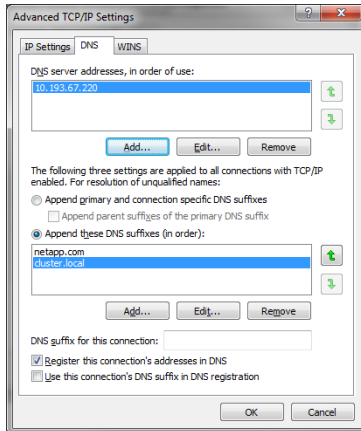 Advanced TCP/IP Settings
IP Settings DNS WINS
DNS server addresses, in order of use:
10.193.67.220
Add... Edit... Remove
The following three settings are applied to all connections with TCP/IP
enabled. For resolution of unqualified names:
Append primary and connection specific DNS suffixes
Append parent suffixes of the primary DNS suffix
Append these DNS suffixes (in order):
netapp.com
cluster.local
Add... Edit... Remove
DNS suffix for this connection:
Register this connection's addresses in DNS
Use this connection's DNS suffix in DNS registration
OK Cancel